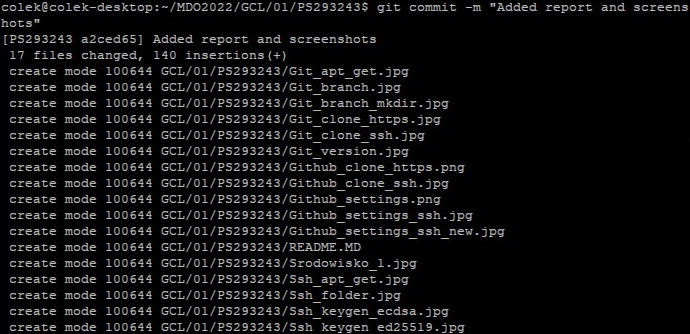 colek@colek-desktop:~/MDO2022/GCL/01/PS293243$ git commit -m "Added report and screens
hots"
[PS293243 a2ced65] Added report and screenshots
 17 files changed, 140 insertions(+)
 create mode 100644 GCL/01/PS293243/Git_apt_get.jpg
 create mode 100644 GCL/01/PS293243/Git_branch.jpg
 create mode 100644 GCL/01/PS293243/Git_branch_mkdir.jpg
 create mode 100644 GCL/01/PS293243/Git_clone_https.jpg
 create mode 100644 GCL/01/PS293243/Git_clone_ssh.jpg
 create mode 100644 GCL/01/PS293243/Git_version.jpg
 create mode 100644 GCL/01/PS293243/Github_clone_https.png
 create mode 100644 GCL/01/PS293243/Github_clone_ssh.jpg
 create mode 100644 GCL/01/PS293243/Github_settings.png
 create mode 100644 GCL/01/PS293243/Github_settings_ssh.jpg
 create mode 100644 GCL/01/PS293243/Github_settings_ssh_new.jpg
 create mode 100644 GCL/01/PS293243/README.MD
 create mode 100644 GCL/01/PS293243/Srodowisko_1.jpg
 create mode 100644 GCL/01/PS293243/Ssh_apt_get.jpg
 create mode 100644 GCL/01/PS293243/Ssh_folder.jpg
 create mode 100644 GCL/01/PS293243/Ssh_keygen_ecdsa.jpg
 create mode 100644 GCL/01/PS293243/Ssh_keygen_ed25519.jpg